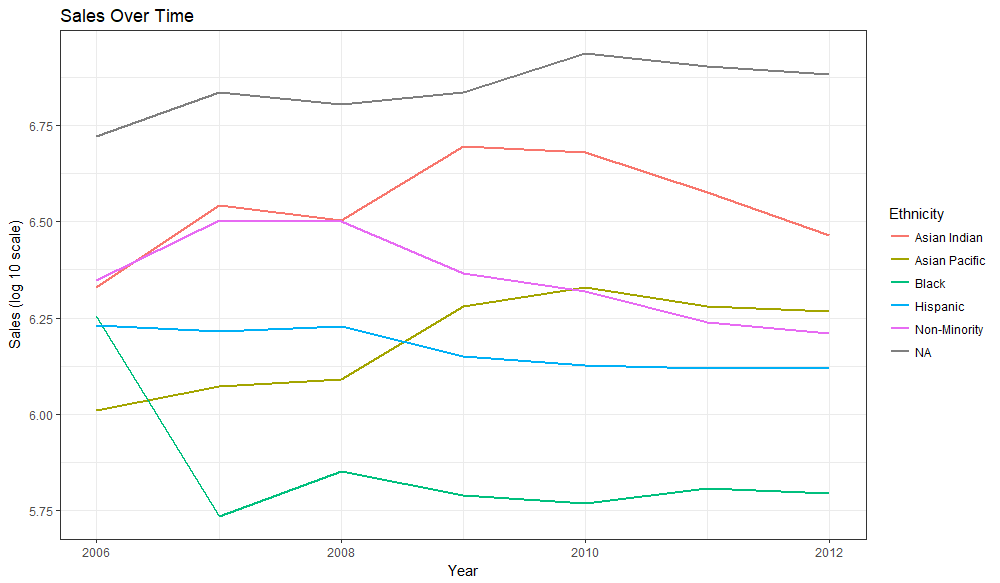 Sales Over Time
Sales (log 10 scale)
6.75
6.50
6.25
6.00
5.75
2006
2008
2010
2012
Year
Ethnicity
Asian Indian
Asian Pacific
Black
Hispanic
Non-Minority
NA